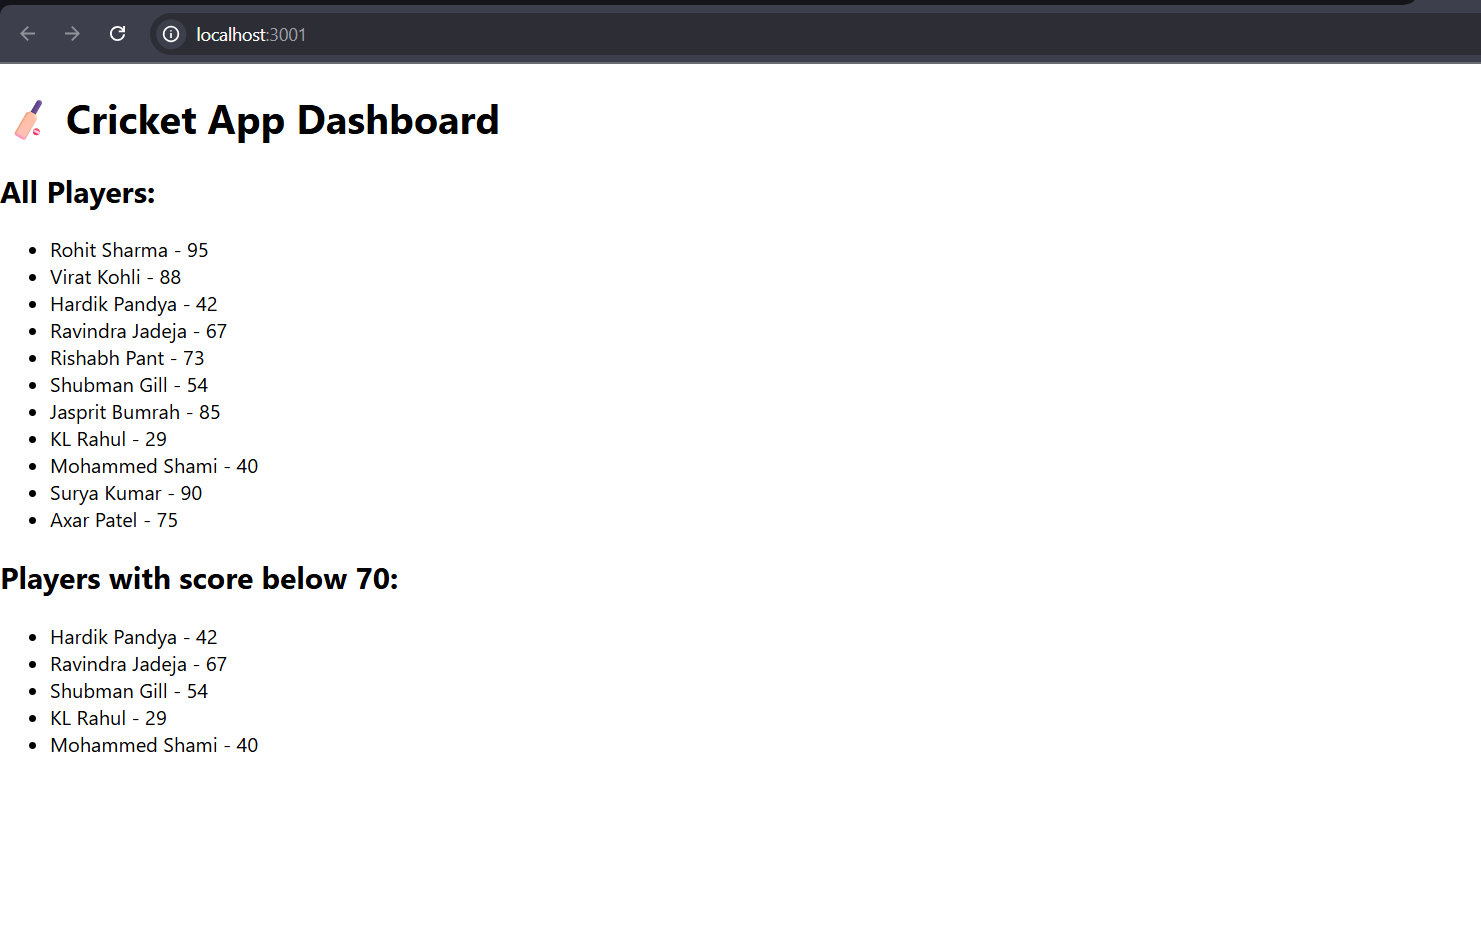 localhost:3001
Cricket App Dashboard
All Players:
Rohit Sharma - 95
Virat Kohli - 88
Hardik Pandya - 42
Ravindra Jadeja - 67
Rishabh Pant - 73
Shubman Gill - 54
Jasprit Bumrah - 85
KL Rahul - 29
Mohammed Shami - 40
Surya Kumar - 90
Axar Patel - 75
Players with score below 70:
Hardik Pandya - 42
Ravindra Jadeja - 67
Shubman Gill - 54
KL Rahul - 29
Mohammed Shami - 40